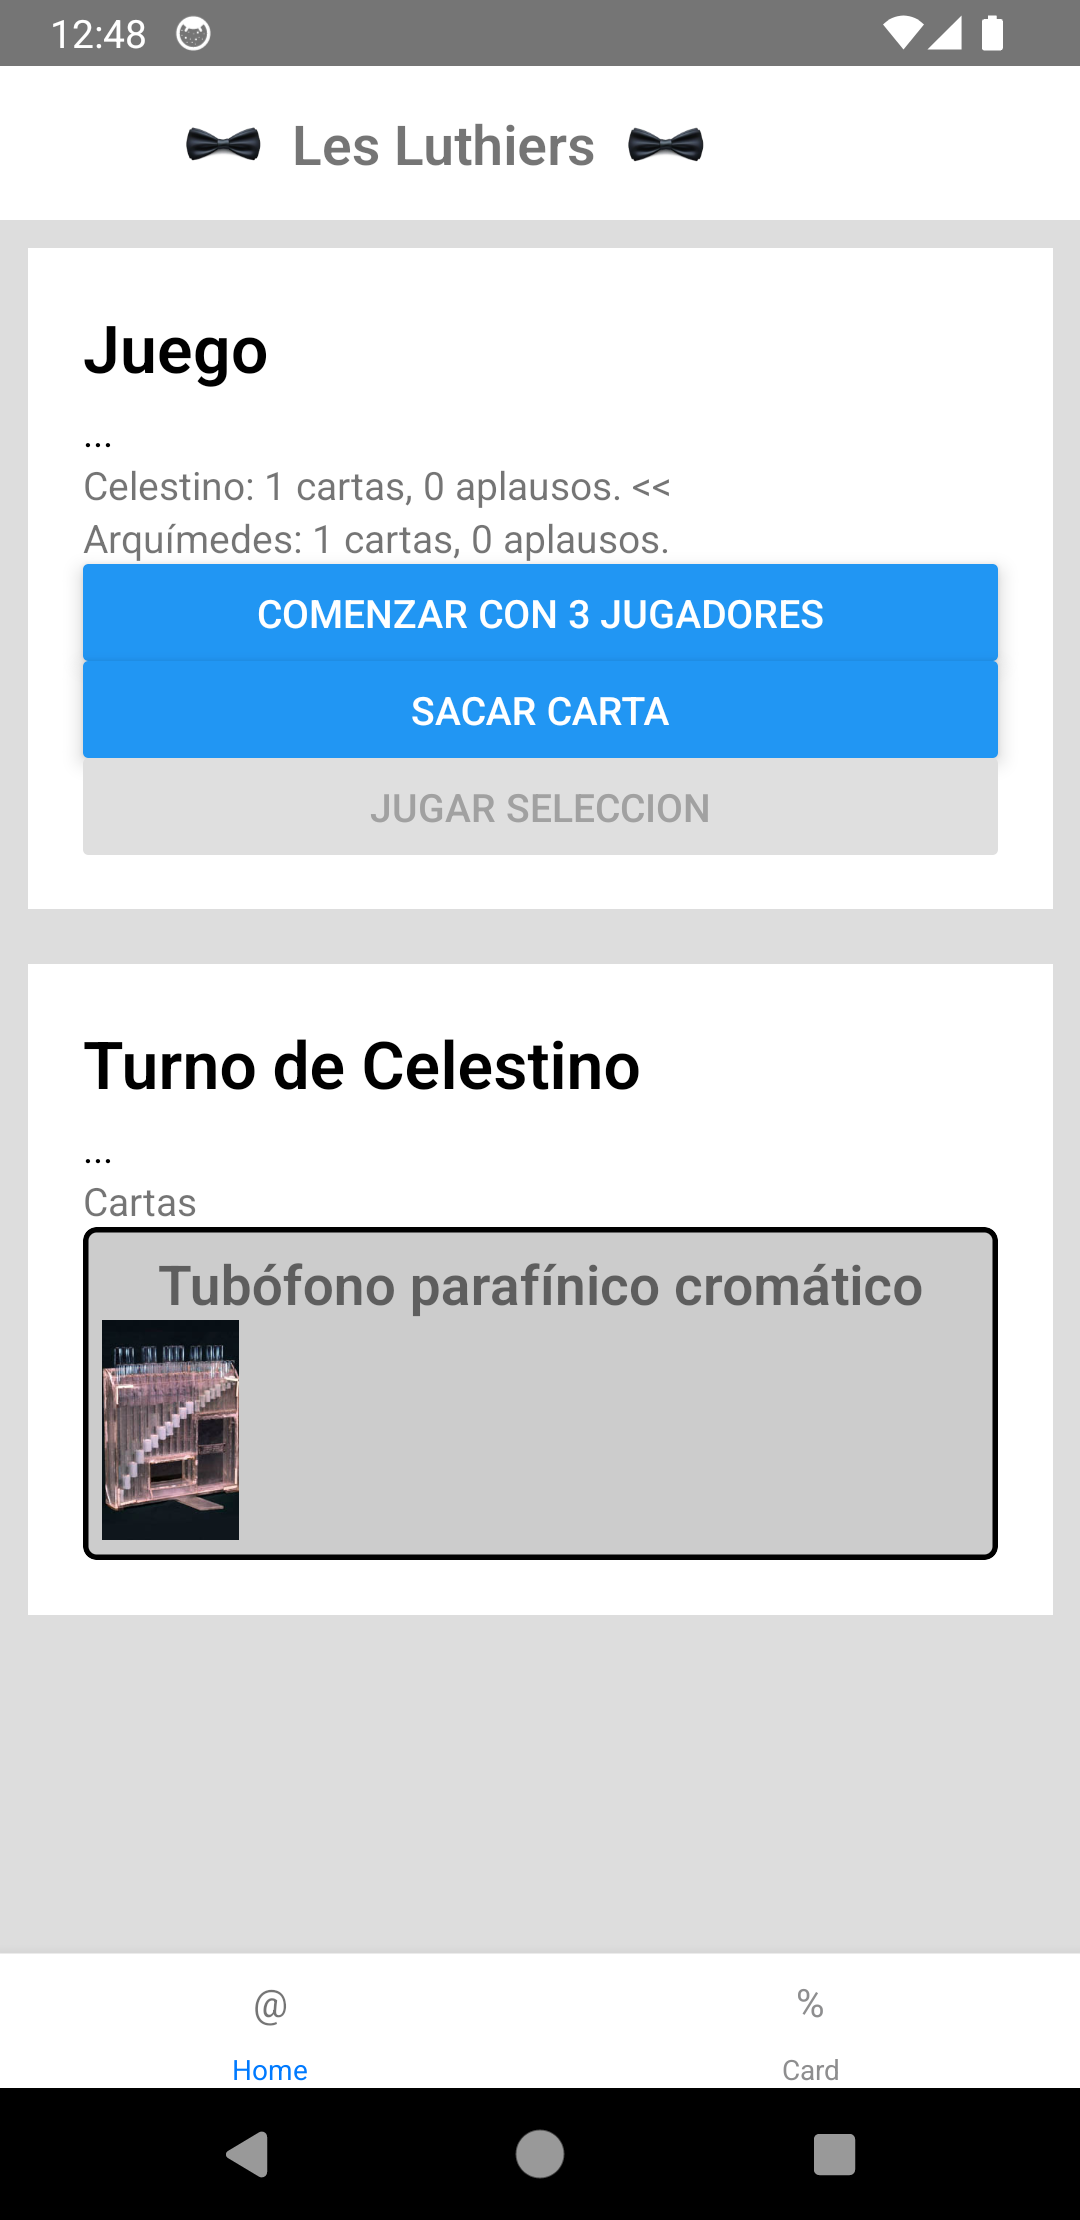 12:48
Les Luthiers
Juego
...
Celestino: 1 cartas, 0 aplausos. <<
Arquímedes: 1 cartas, 0 aplausos.
COMENZAR CON 3 JUGADORES
SACAR CARTA
JUGAR SELECCION
Turno de Celestino
...
Cartas
Tubófono parafínico cromático
@ %
Home Card